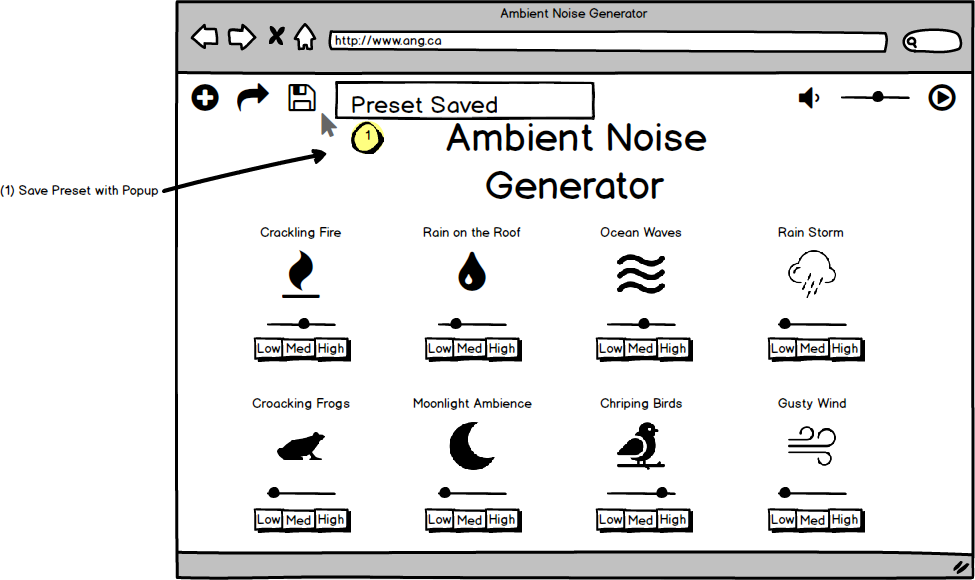 Ambient Noise Generator
http://www.ang.ca
Preset Saved
1
Ambient Noise
Generator
(1) Save Preset with Popup
Crackling Fire
Rain on the Roof
Ocean Waves
Rain Storm
Low Med High
Low Med High
Low Med High
Low Med High
Croacking Frogs
Moonlight Ambience
Chriping Birds
Gusty Wind
Low Med High
Low Med High
Low Med High
Low Med High